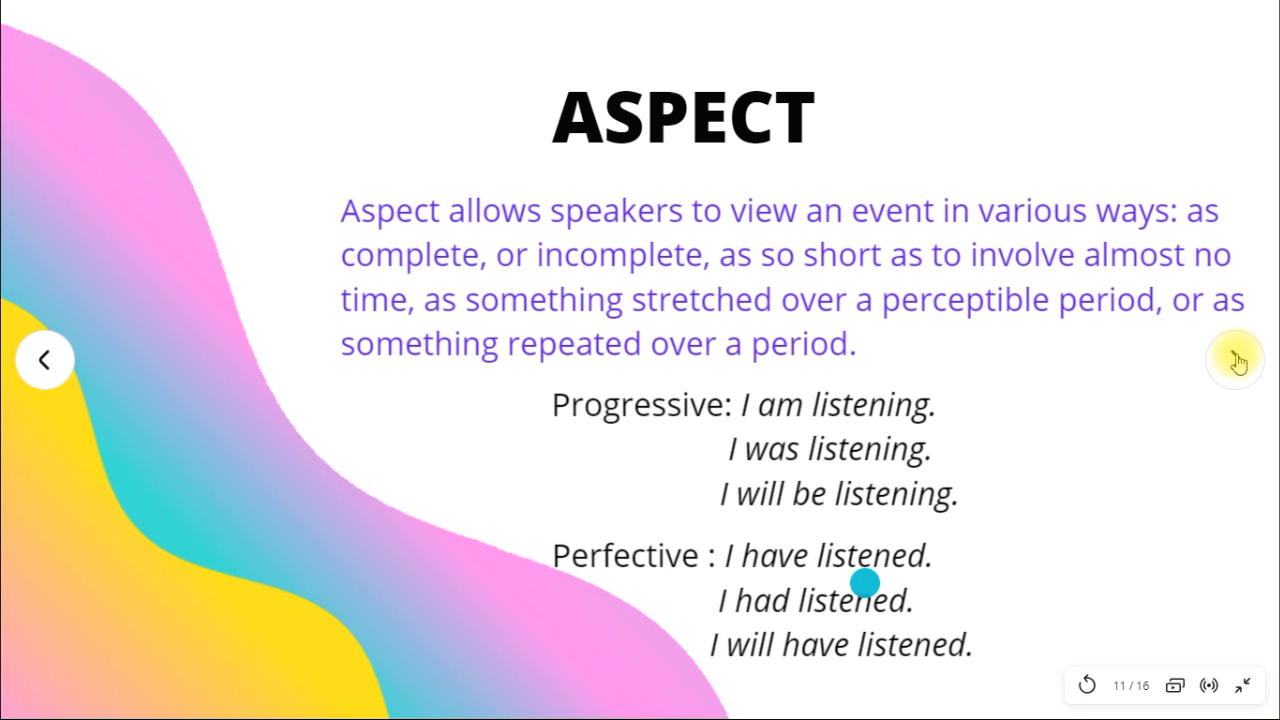 ASPECT
Aspect allows speakers to view an event in various ways: as
complete, or incomplete, as so short as to involve almost no
time, as something stretched over a perceptible period, or as
something repeated over a period.
Progressive: I am listening.
I was listening.
I will be listening.
Perfective : I have listened.
I had listened.
I will have listened.
11 / 16